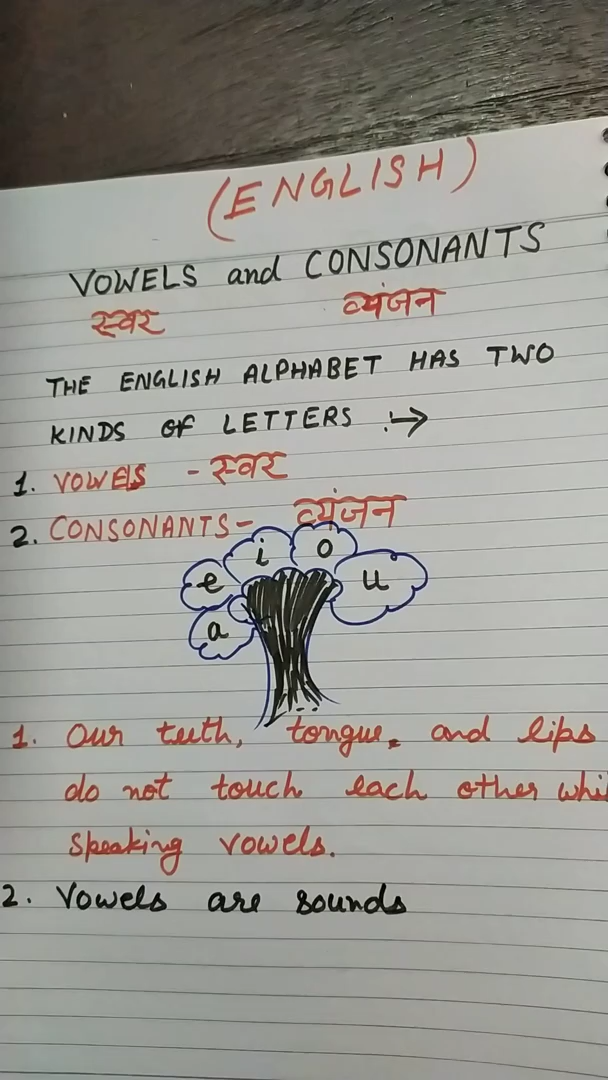 (ENGLISH)
VOWELS and CONSONANTS
स्वर व्यंजन
THE ENGLISH ALPHABET HAS TWO
KINDS OF LETTERS :→
1. VOWELS - स्वर
2. CONSONANTS- व्यंजन
a e i o u
1. Our teeth, tongue, and lips
do not touch each other whi
speaking vowels.
2. Vowels are sounds